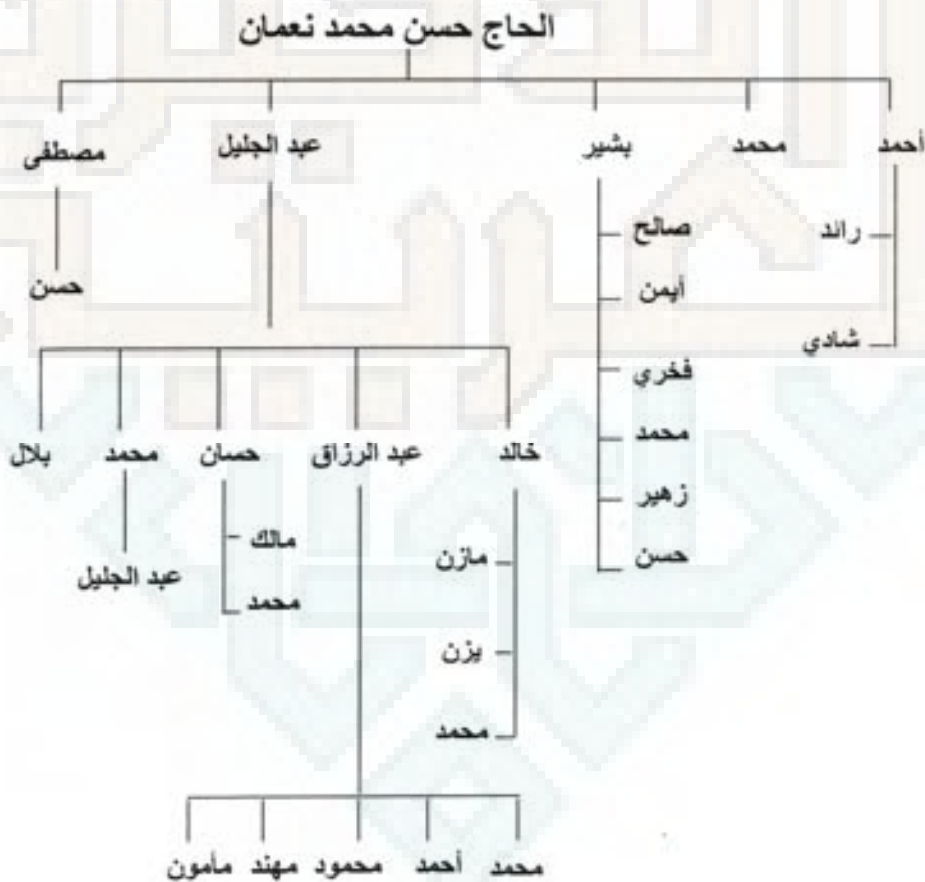 الحاج حسن محمد نعمان
أحمد محمد بشير عبد الجليل مصطفى
رائد صالح
أيمن حسن
شادي
فخري
محمد
خالد عبد الرزاق حسان محمد بلال
زهير
مالك
حسن مازن
عبد الجليل
محمد
يزن
محمد
محمد أحمد محمود مهند مأمون